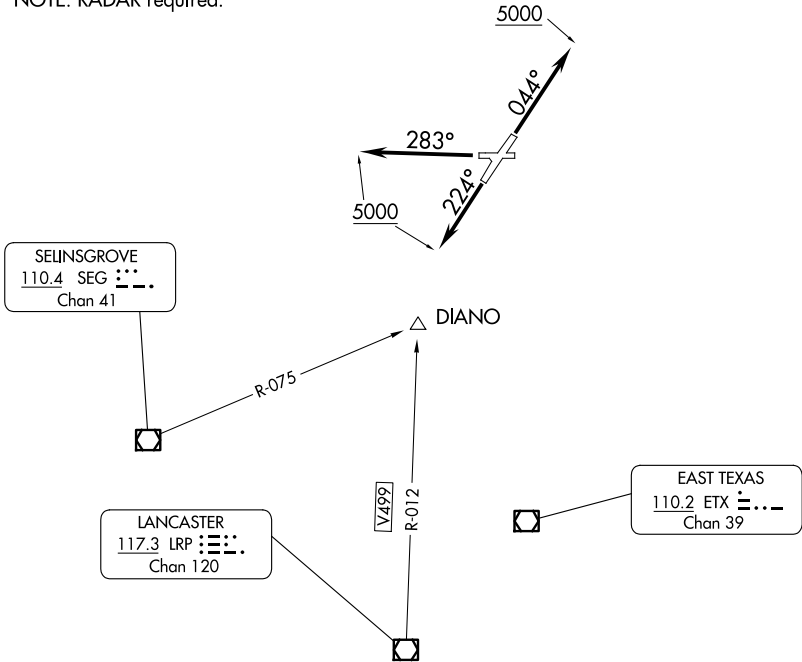 NOTE: RADAR required.
5000
044°
283°
224°
5000
SELINSGROVE
110.4 SEG
Chan 41
DIANO
R-075
V499
R-012
EAST TEXAS
110.2 ETX
Chan 39
LANCASTER
117.3 LRP
Chan 120